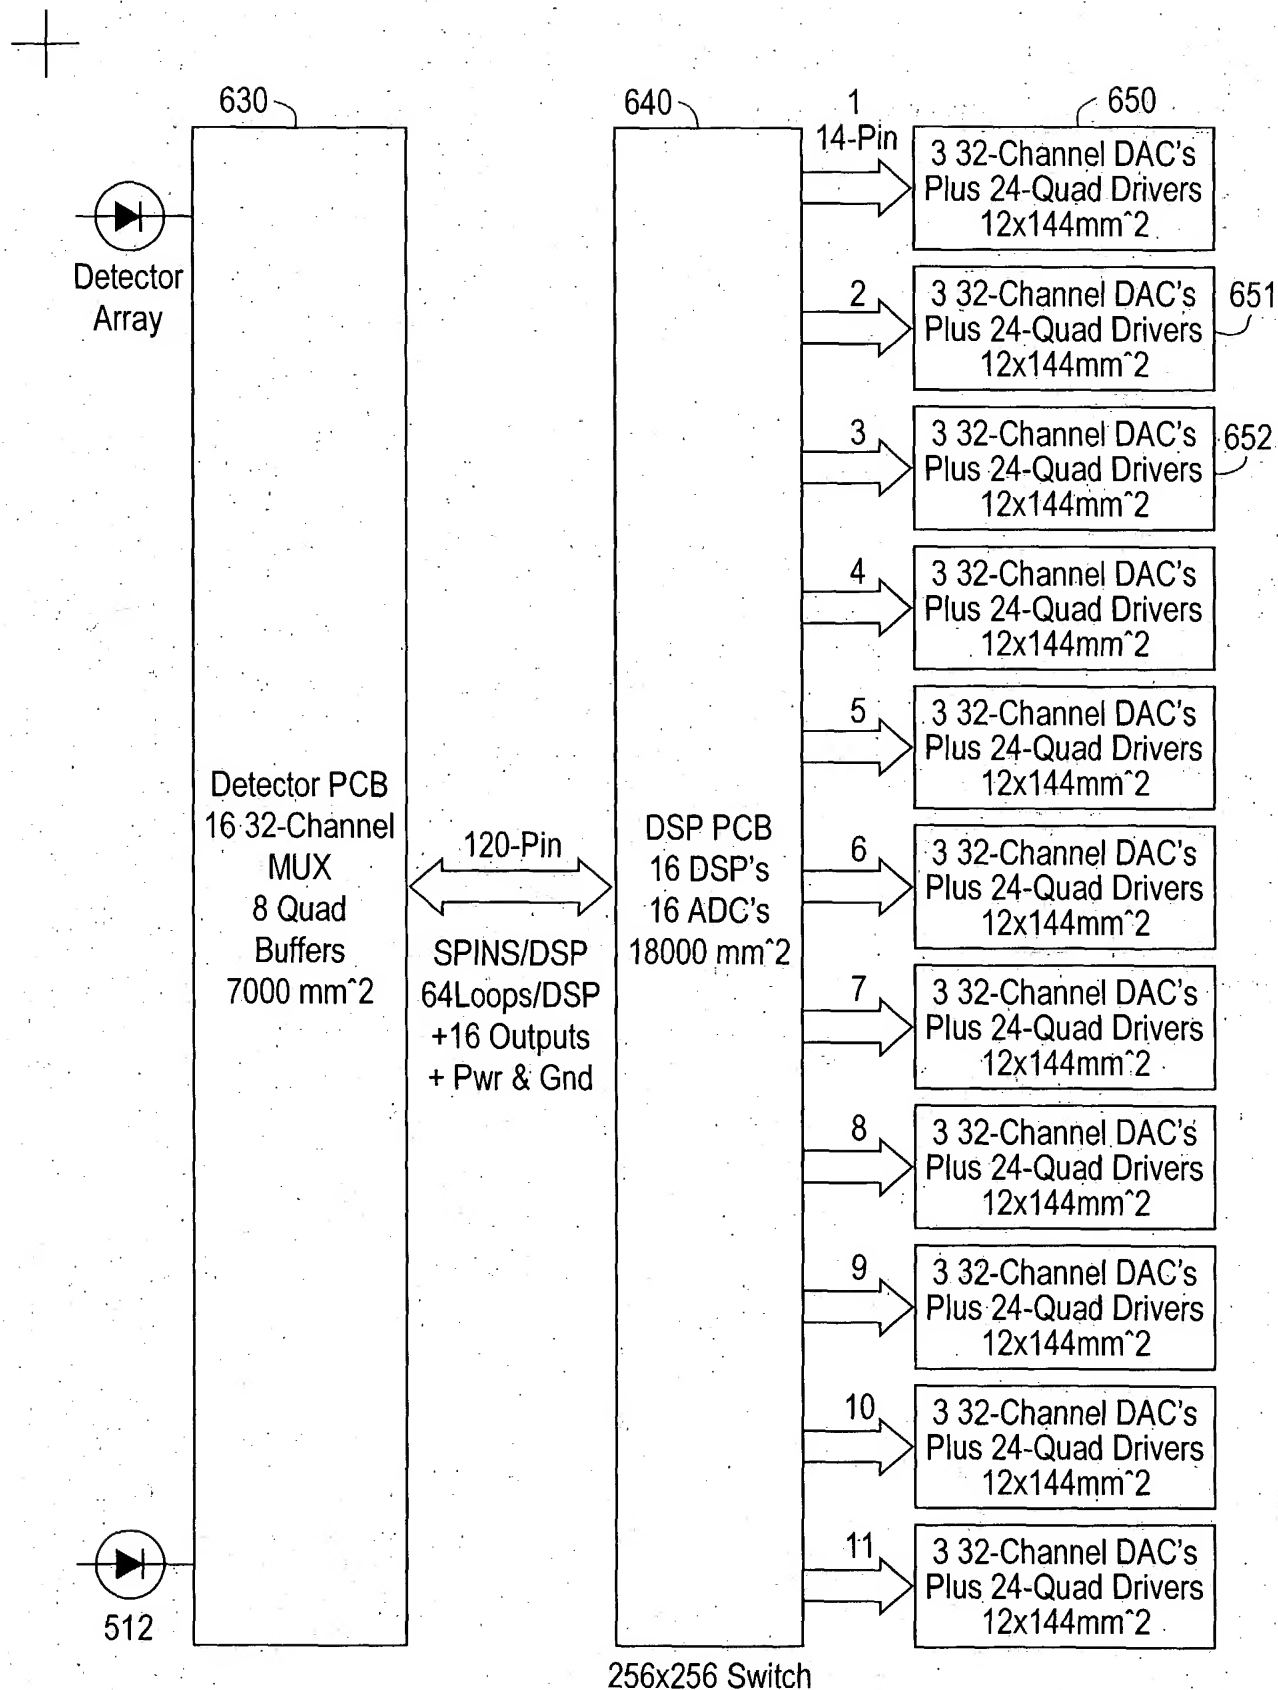 630
640
1
14-Pin
650
3 32-Channel DAC's
Plus 24-Quad Drivers
12x144mm^2
Detector
Array
2
3 32-Channel DAC's
Plus 24-Quad Drivers
12x144mm^2
651
3
3 32-Channel DAC's
Plus 24-Quad Drivers
12x144mm^2
652
4
3 32-Channel DAC's
Plus 24-Quad Drivers
12x144mm^2
5
3 32-Channel DAC's
Plus 24-Quad Drivers
12x144mm^2
Detector PCB
16 32-Channel
MUX
8 Quad
Buffers
7000 mm^2
120-Pin
SPINS/DSP
64Loops/DSP
+16 Outputs
+ Pwr & Gnd
DSP PCB
16 DSP's
16 ADC's
18000 mm^2
6
3 32-Channel DAC's
Plus 24-Quad Drivers
12x144mm^2
7
3 32-Channel DAC's
Plus 24-Quad Drivers
12x144mm^2
8
3 32-Channel DAC's
Plus 24-Quad Drivers
12x144mm^2
9
3 32-Channel DAC's
Plus 24-Quad Drivers
12x144mm^2
10
3 32-Channel DAC's
Plus 24-Quad Drivers
12x144mm^2
11
3 32-Channel DAC's
Plus 24-Quad Drivers
12x144mm^2
512
256x256 Switch